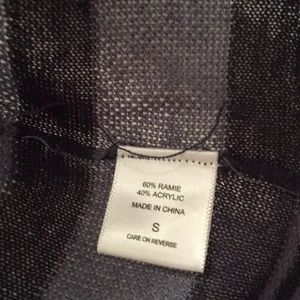 60% RAMIE
40% ACRYLIC
MADE IN CHINA
S
CARE ON REVERSE